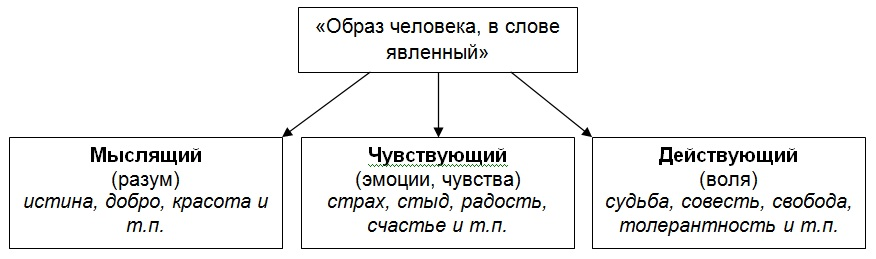 «Образ человека, в слове
явленный»
Мыслящий
(разум)
истина, добро, красота и
т.п.
Чувствующий
(эмоции, чувства)
страх, стыд, радость,
счастье и т.п.
Действующий
(воля)
судьба, совесть, свобода,
толерантность и т.п.